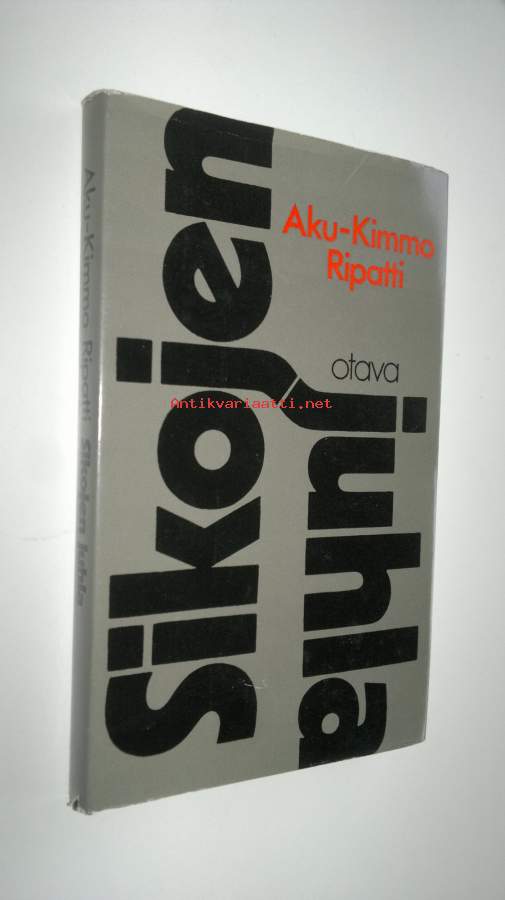 Aku-Kimmo Ripatti Sikojen juhla
Sikojen
juhla
Aku-Kimmo
Ripatti
otava
Antikvariaatti.net